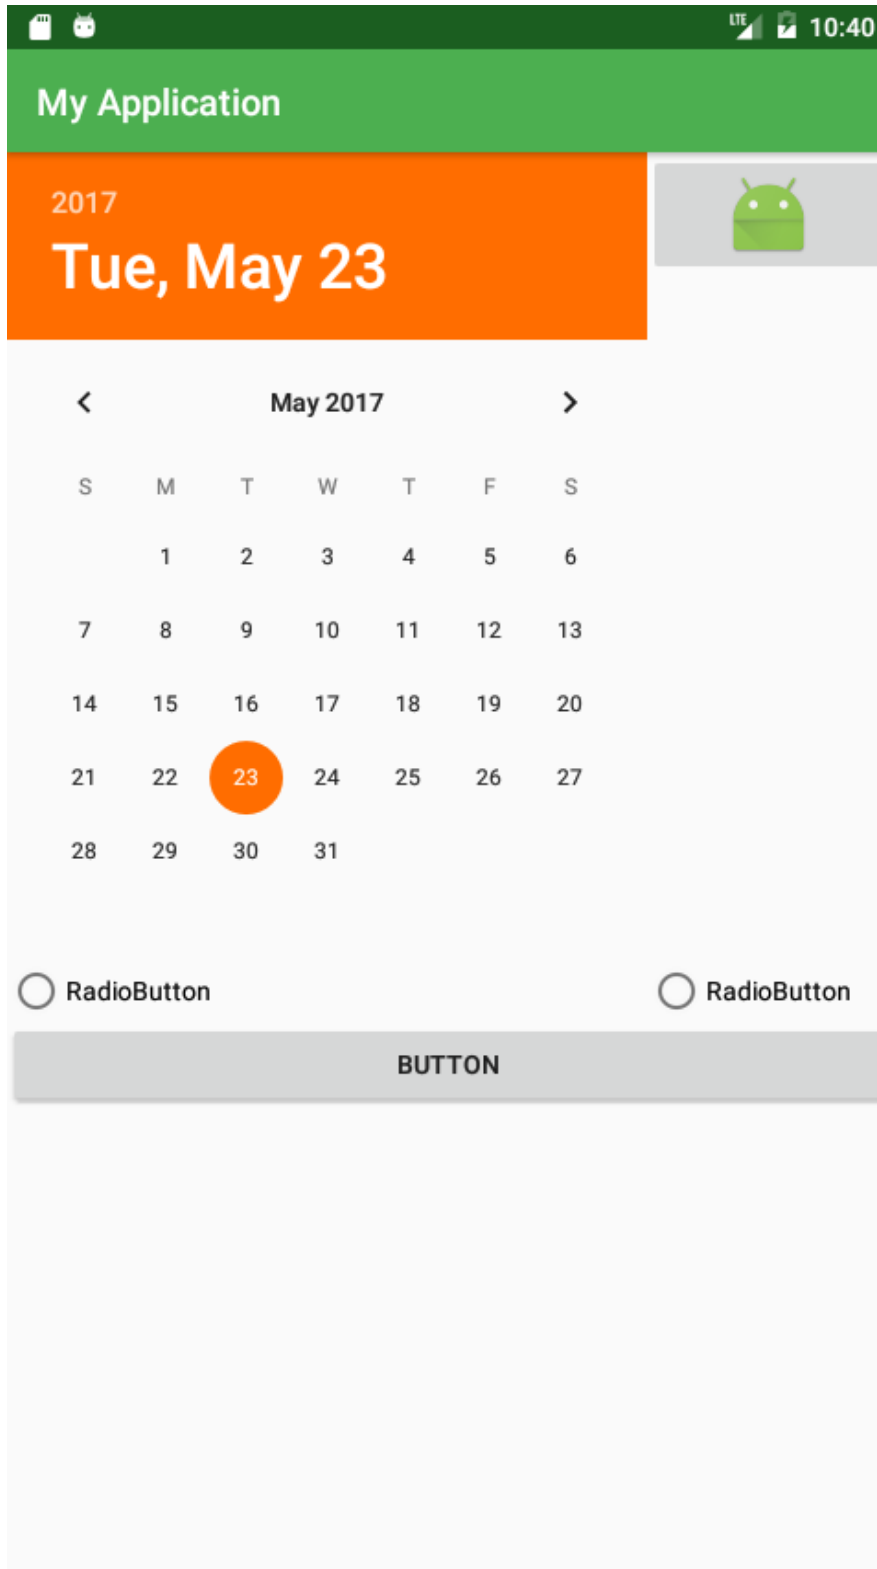 LTE 10:40
My Application
2017
Tue, May 23
May 2017
S M T W T F S
1 2 3 4 5 6
7 8 9 10 11 12 13
14 15 16 17 18 19 20
21 22 23 24 25 26 27
28 29 30 31
RadioButton RadioButton
BUTTON